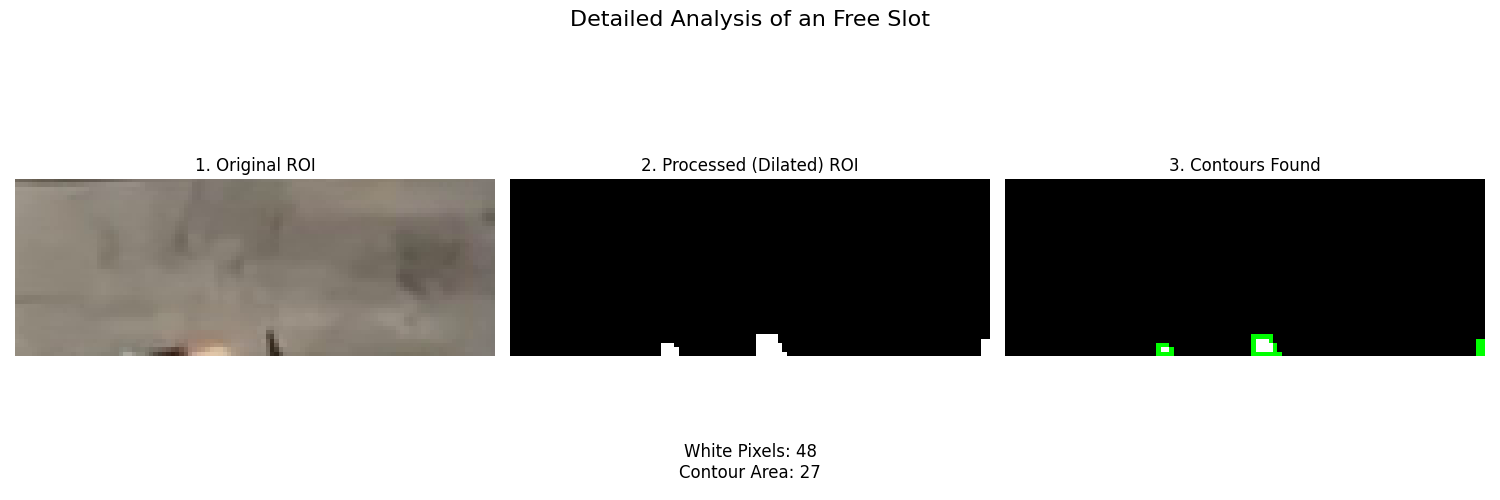 Detailed Analysis of an Free Slot
1. Original ROI
2. Processed (Dilated) ROI
3. Contours Found
White Pixels: 48
Contour Area: 27